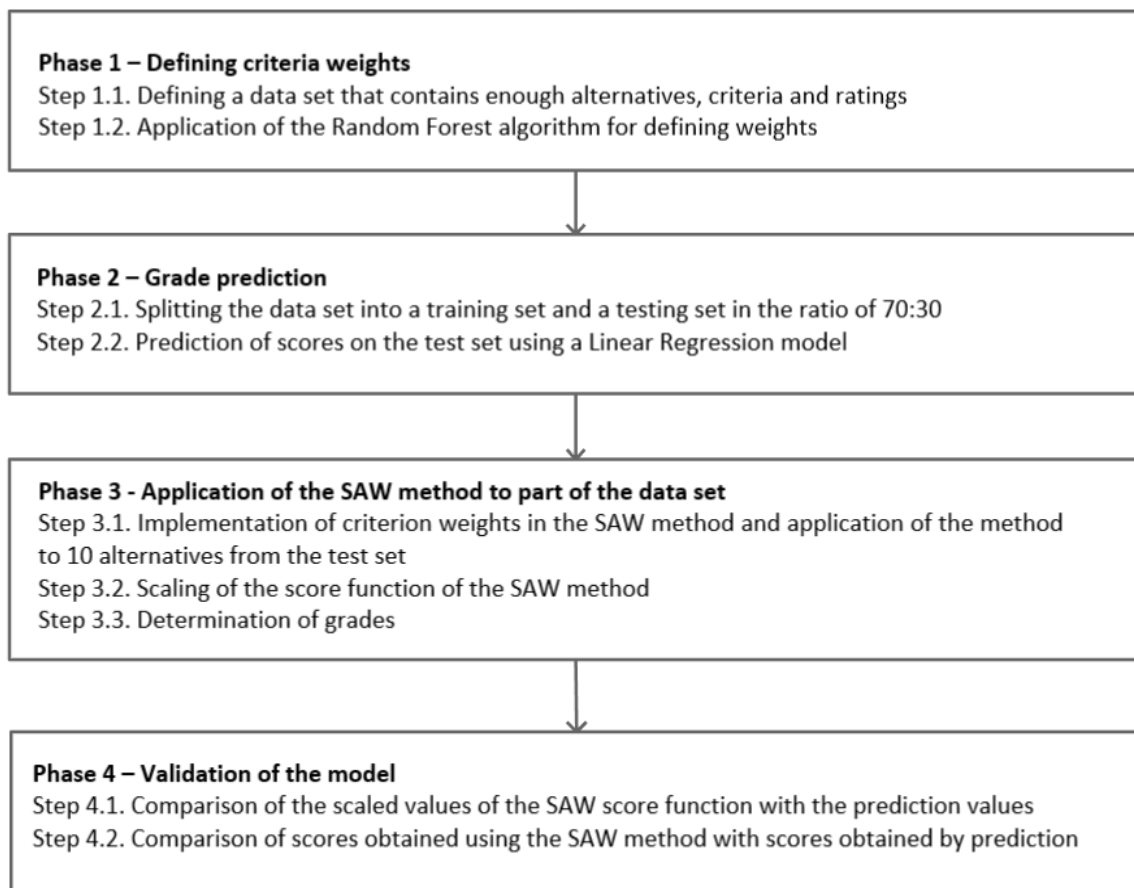 Phase 1 – Defining criteria weights
Step 1.1. Defining a data set that contains enough alternatives, criteria and ratings
Step 1.2. Application of the Random Forest algorithm for defining weights
Phase 2 – Grade prediction
Step 2.1. Splitting the data set into a training set and a testing set in the ratio of 70:30
Step 2.2. Prediction of scores on the test set using a Linear Regression model
Phase 3 - Application of the SAW method to part of the data set
Step 3.1. Implementation of criterion weights in the SAW method and application of the method
to 10 alternatives from the test set
Step 3.2. Scaling of the score function of the SAW method
Step 3.3. Determination of grades
Phase 4 – Validation of the model
Step 4.1. Comparison of the scaled values of the SAW score function with the prediction values
Step 4.2. Comparison of scores obtained using the SAW method with scores obtained by prediction